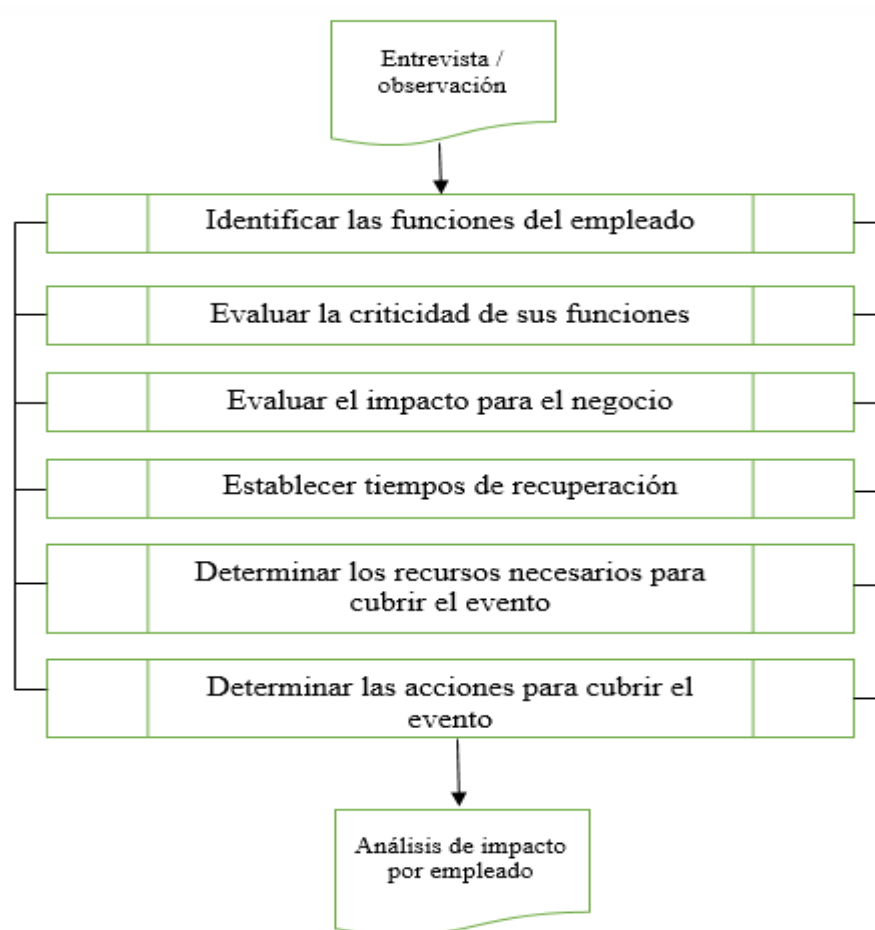 Entrevista /
observación
Identificar las funciones del empleado
Evaluar la criticidad de sus funciones
Evaluar el impacto para el negocio
Establecer tiempos de recuperación
Determinar los recursos necesarios para
cubrir el evento
Determinar las acciones para cubrir el
evento
Análisis de impacto
por empleado